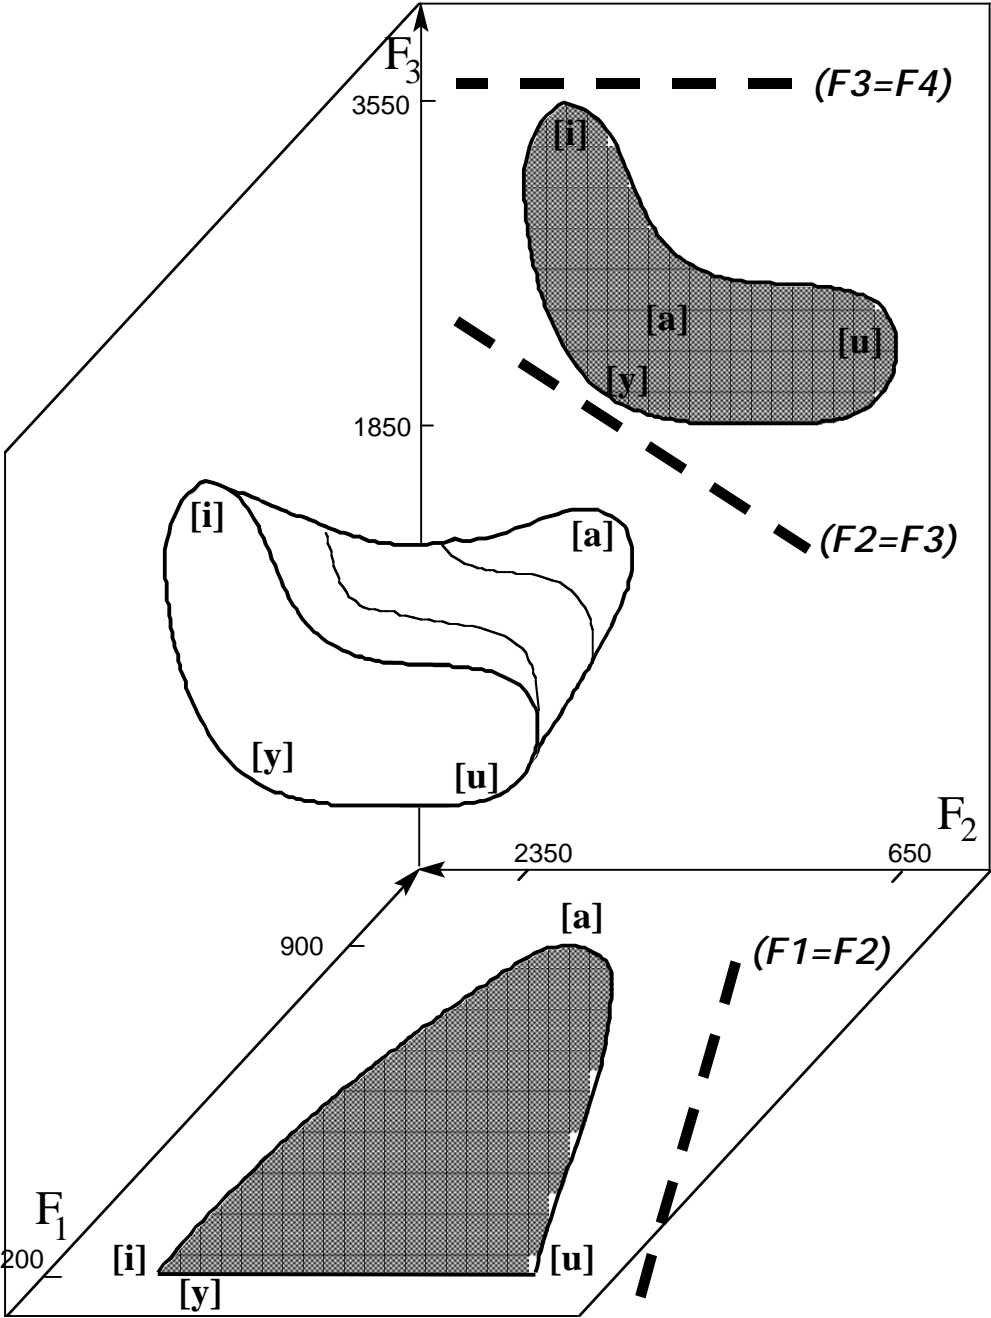 F3
(F3=F4)
3550
[i]
[a]
[u]
[y]
1850
[i]
[a]
(F2=F3)
[y]
[u]
F2
2350
650
[a]
900
(F1=F2)
F1
200
[i]
[u]
[y]